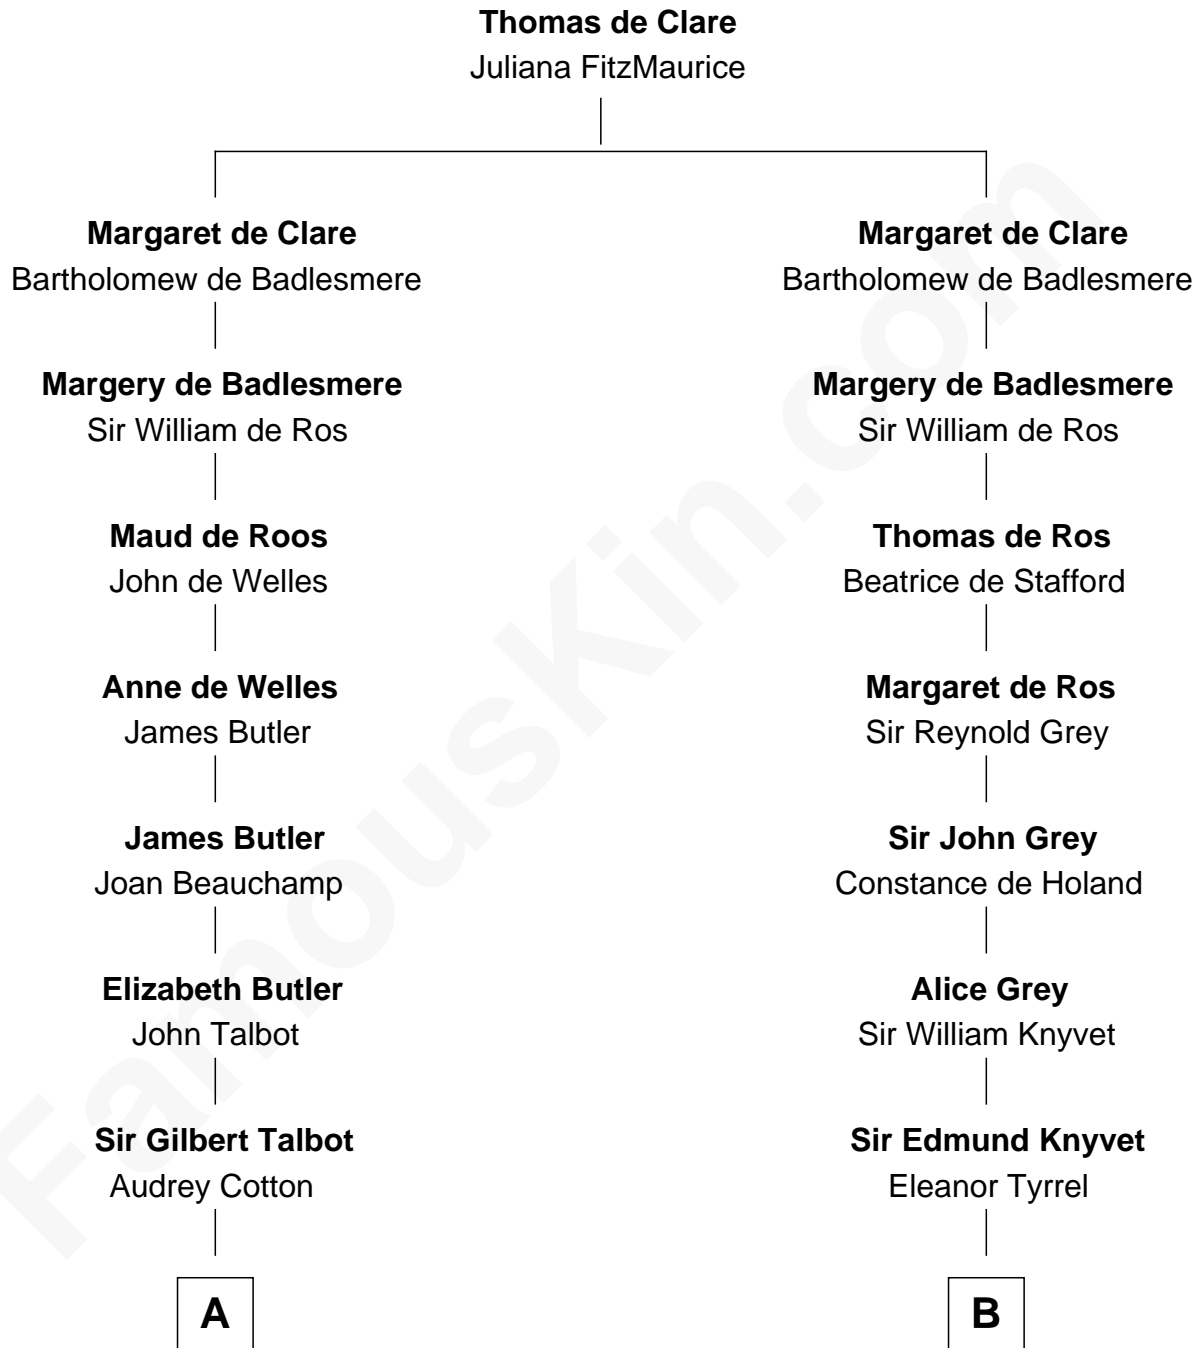 Thomas de Clare
Juliana FitzMaurice
Margaret de Clare
Bartholomew de Badlesmere
Margery de Badlesmere
Sir William de Ros
Maud de Roos
John de Welles
Anne de Welles
James Butler
James Butler
Joan Beauchamp
Elizabeth Butler
John Talbot
Sir Gilbert Talbot
Audrey Cotton
A
Margaret de Clare
Bartholomew de Badlesmere
Margery de Badlesmere
Sir William de Ros
Thomas de Ros
Beatrice de Stafford
Margaret de Ros
Sir Reynold Grey
Sir John Grey
Constance de Holand
Alice Grey
Sir William Knyvet
Sir Edmund Knyvet
Eleanor Tyrrel
B
FamousKin.com